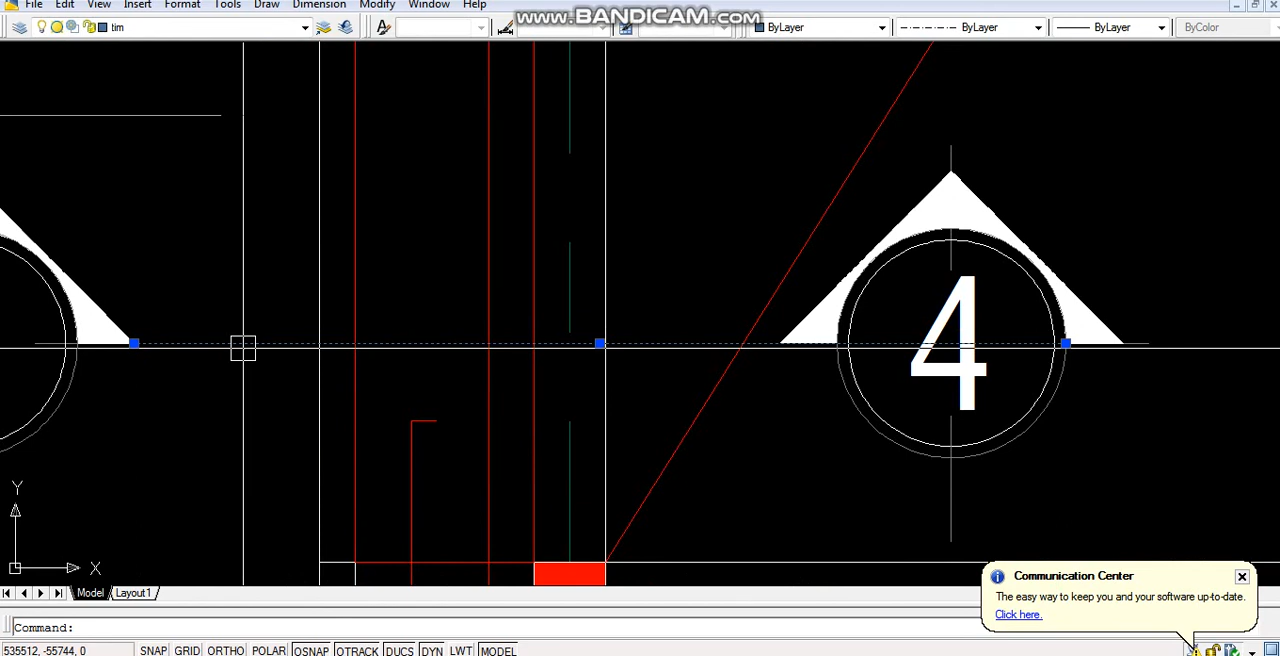 File Edit View Insert Format Tools Draw Dimension Modify Window Help
www.BANDICAM.com
tim ByLayer ByLayer ByLayer ByColor
4
Y
X
Model Layout1
Communication Center
The easy way to keep you and your software up-to-date.
Click here.
Command:
535512, -55744, 0 SNAP GRID ORTHO POLAR OSNAP OTRACK DUCS DYN LWT MODEL